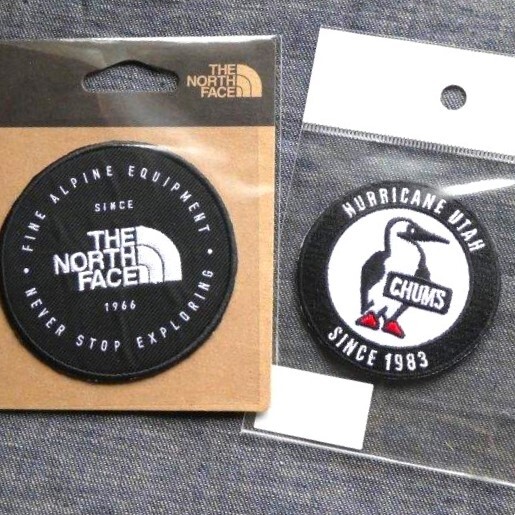 THE
NORTH
FACE
FINE ALPINE EQUIPMENT
SINCE
THE
NORTH
FACE
1966
NEVER STOP EXPLORING
HURRICANE UTAH
CHUMS
SINCE 1983